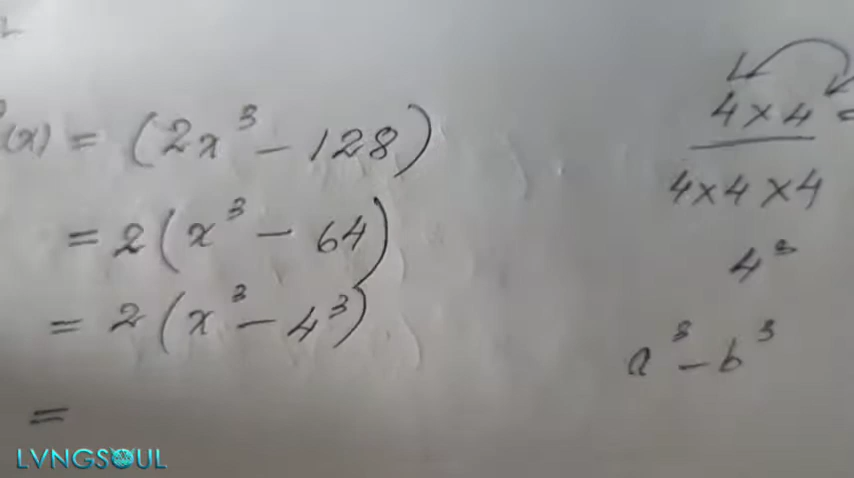 (x) = (2x³ - 128)
= 2(x³ - 64)
= 2(x³ - 4³)
=
4 × 4 =
4 × 4 × 4
4³
a³ - b³
LVNGSOUL